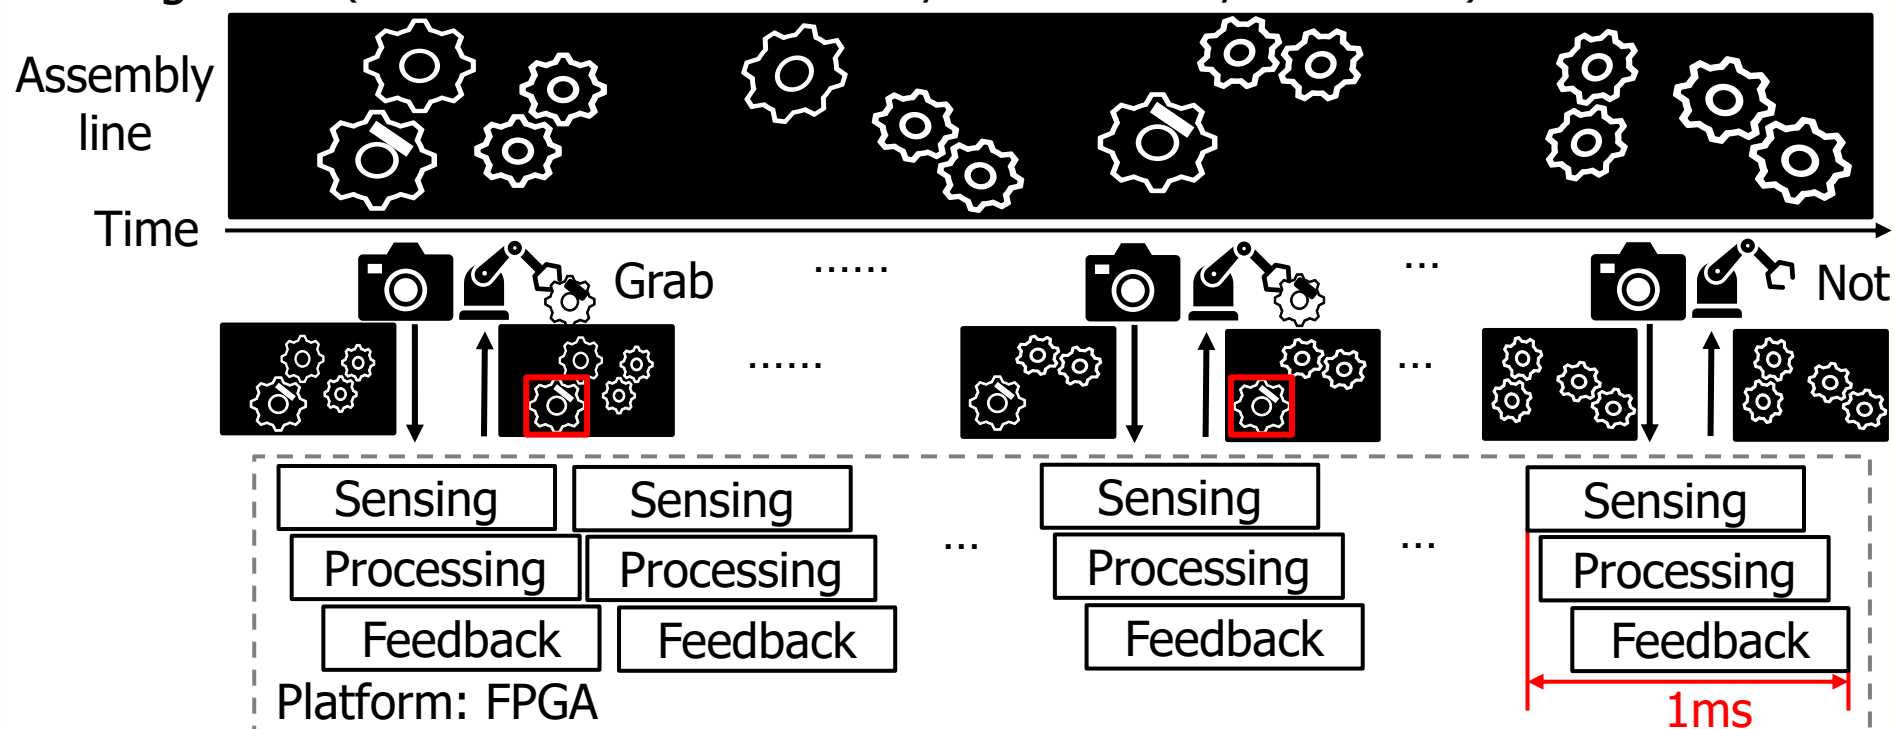 Assembly
line
Time
Grab
......
...
Not
......
...
Sensing
Sensing
Sensing
Sensing
Processing
Processing
...
Processing
...
Processing
Feedback
Feedback
Feedback
Feedback
Platform: FPGA
1ms